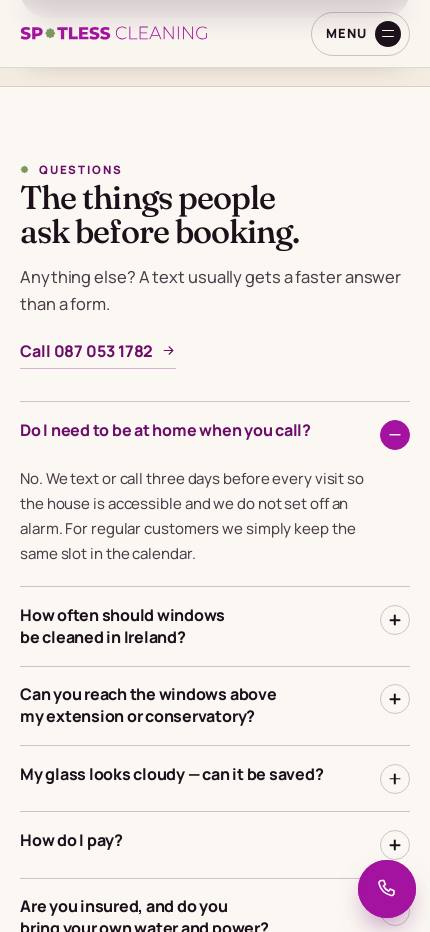 SPOTLESS CLEANING
MENU
QUESTIONS
The things people
ask before booking.
Anything else? A text usually gets a faster answer
than a form.
Call 087 053 1782 →
Do I need to be at home when you call?
No. We text or call three days before every visit so
the house is accessible and we do not set off an
alarm. For regular customers we simply keep the
same slot in the calendar.
How often should windows
be cleaned in Ireland?
Can you reach the windows above
my extension or conservatory?
My glass looks cloudy — can it be saved?
How do I pay?
Are you insured, and do you
bring your own water and power?